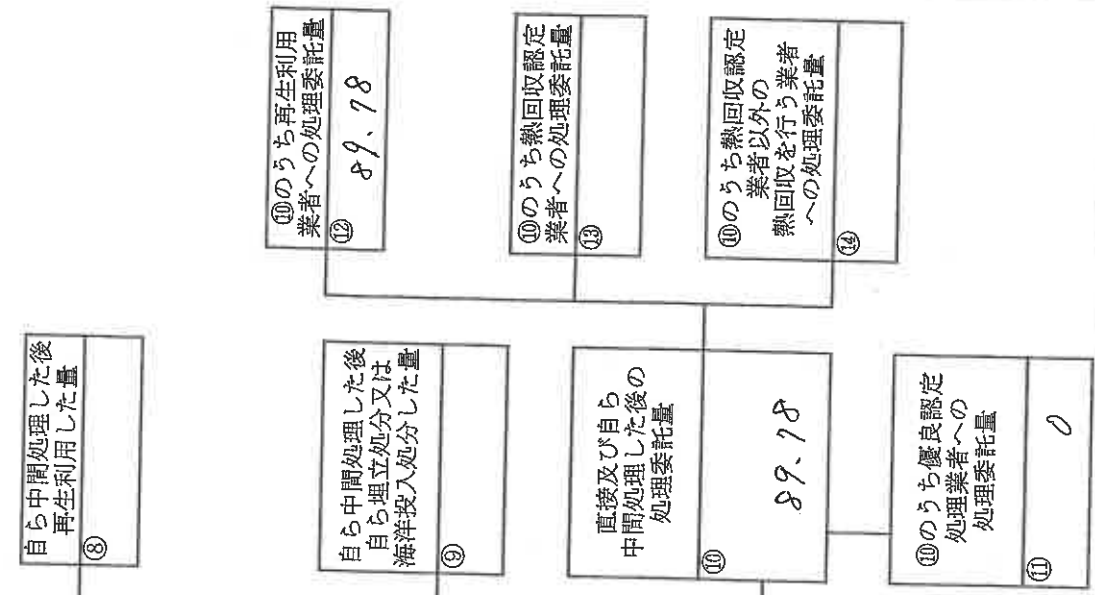 自ら中間処理した後
再生利用した量
⑧
自ら中間処理した後
自ら埋立処分又は
海洋投入処分した量
⑨
直接及び自ら
中間処理した後の
処理委託量
⑩
89.78
⑩のうち優良認定
処理業者への
処理委託量
⑪
0
⑩のうち再生利用
業者への処理委託量
⑫
89.78
⑩のうち熱回収認定
業者への処理委託量
⑬
⑩のうち熱回収認定
業者以外の
熱回収を行う業者
への処理委託量
⑭